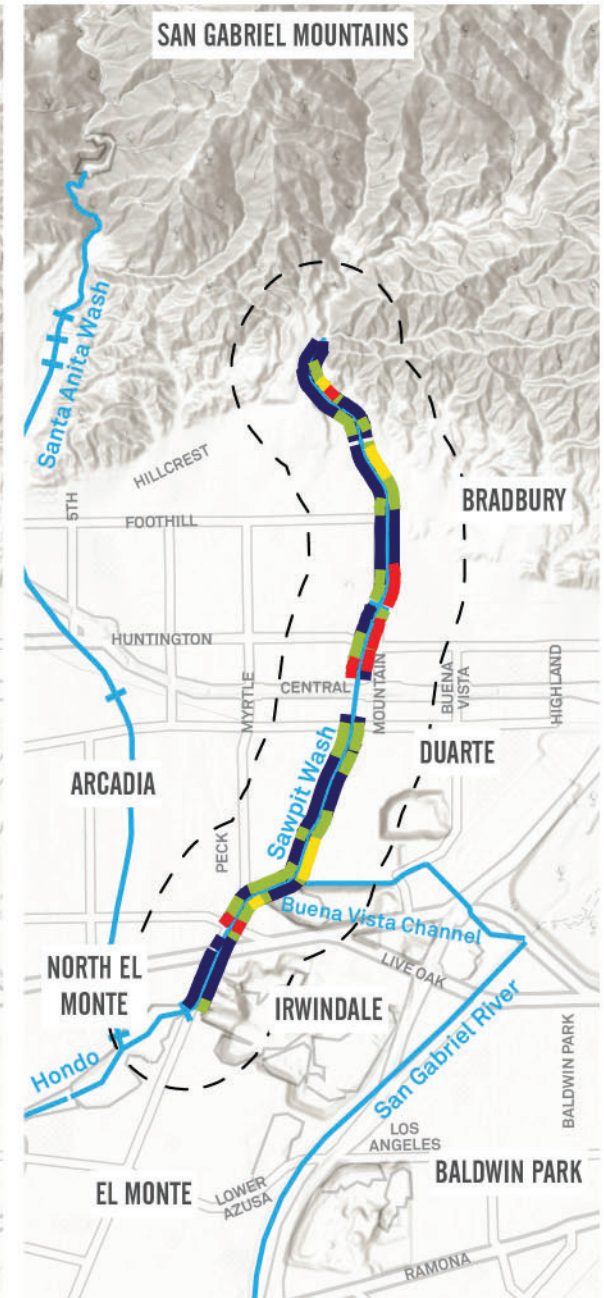 SAN GABRIEL MOUNTAINS
Santa Anita Wash
HILLCREST
5TH
BRADBURY
FOOTHILL
HUNTINGTON
MYRTLE
CENTRAL
MOUNTAIN
BUENA
VISTA
HIGHLAND
DUARTE
Sawpit Wash
ARCADIA
PECK
Buena Vista Channel
LIVE OAK
NORTH EL
MONTE
IRWINDALE
Hondo
San Gabriel River
BALDWIN PARK
LOS
ANGELES
BALDWIN PARK
EL MONTE
LOWER
AZUSA
RAMONA